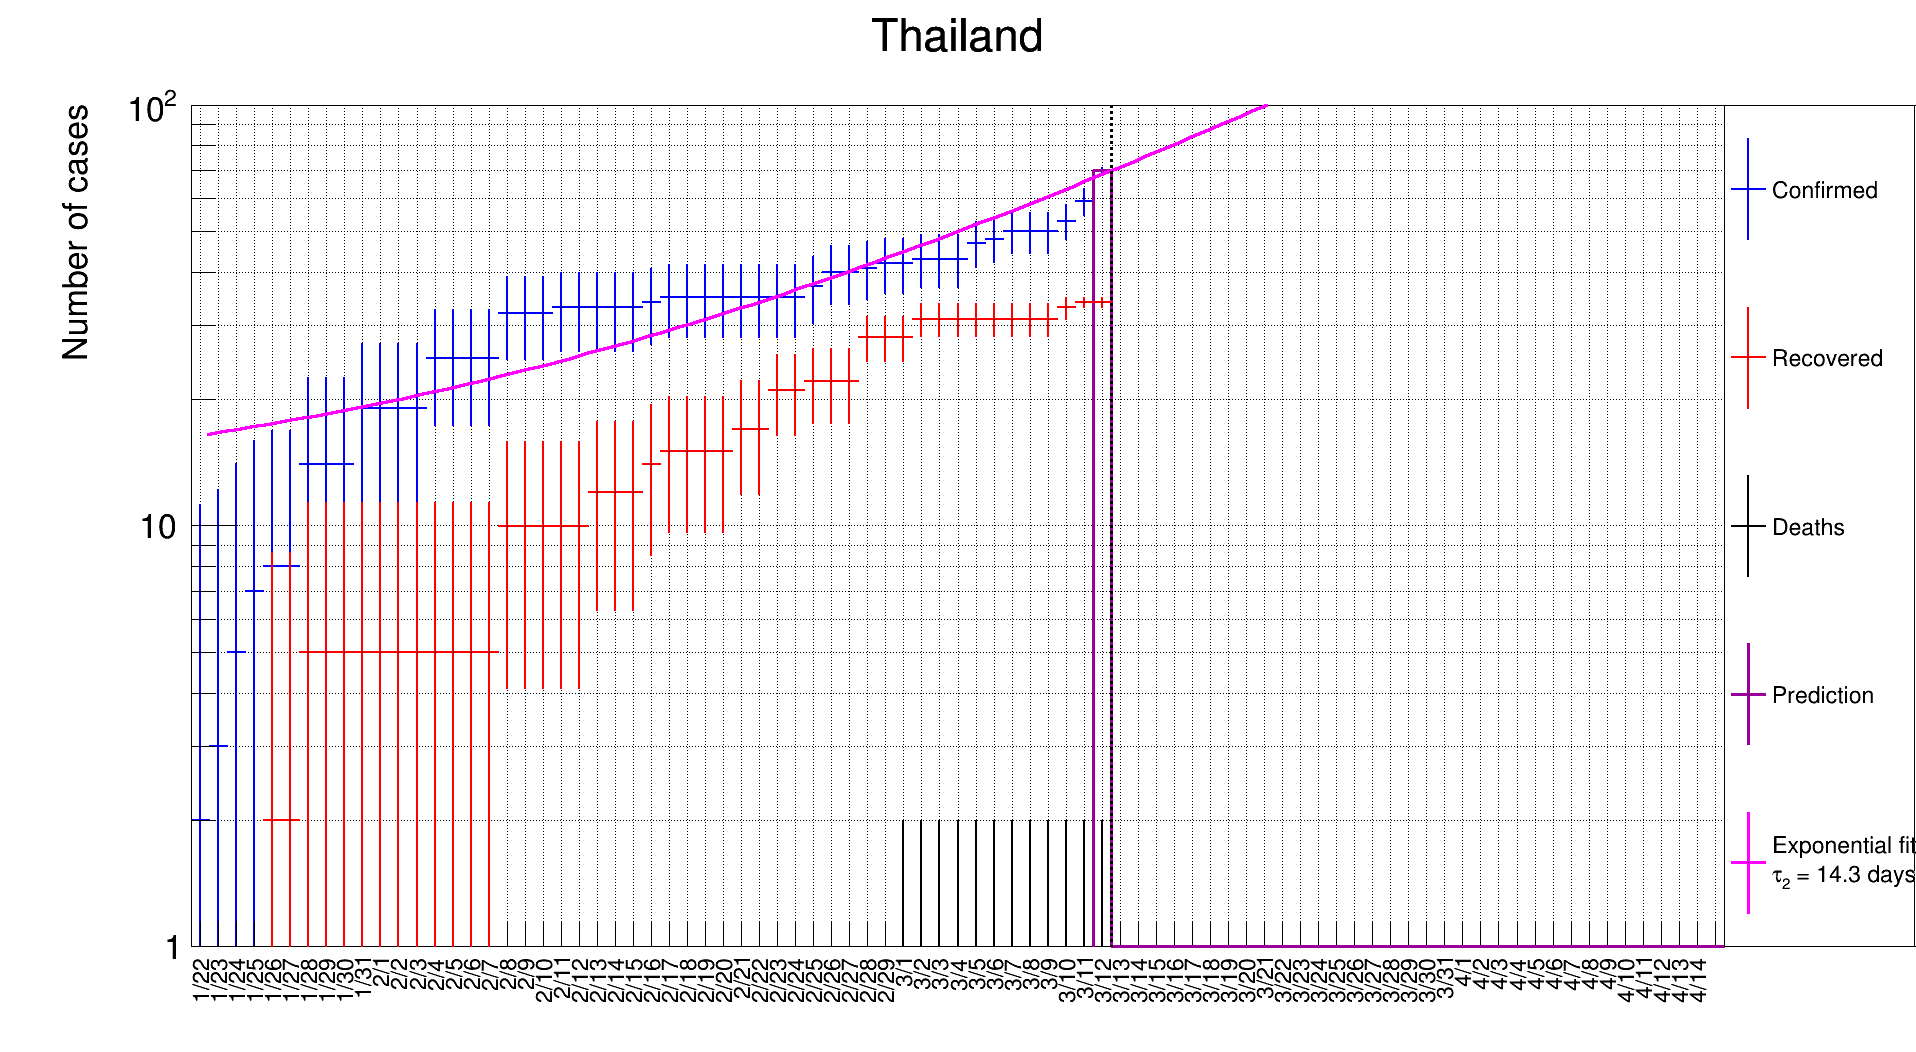 Thailand
Number of cases
10²
10
1
1/22 1/23 1/24 1/25 1/26 1/27 1/28 1/29 1/30 1/31 2/1 2/2 2/3 2/4 2/5 2/6 2/7 2/8 2/9 2/10 2/11 2/12 2/13 2/14 2/15 2/16 2/17 2/18 2/19 2/20 2/21 2/22 2/23 2/24 2/25 2/26 2/27 2/28 2/29 3/1 3/2 3/3 3/4 3/5 3/6 3/7 3/8 3/9 3/10 3/11 3/12 3/13 3/14 3/15 3/16 3/17 3/18 3/19 3/20 3/21 3/22 3/23 3/24 3/25 3/26 3/27 3/28 3/29 3/30 3/31 4/1 4/2 4/3 4/4 4/5 4/6 4/7 4/8 4/9 4/10 4/11 4/12 4/13 4/14
Confirmed
Recovered
Deaths
Prediction
Exponential fit
τ₂ = 14.3 days